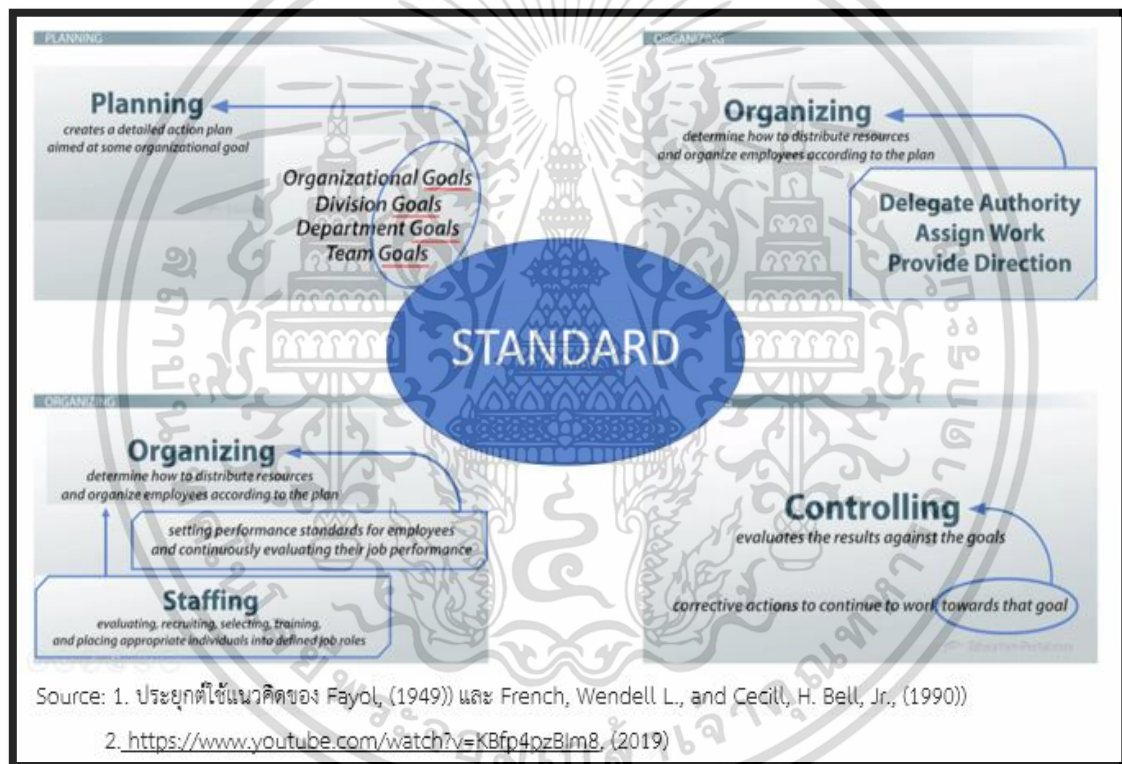 PLANNING
Planning
creates a detailed action plan
aimed at some organizational goal
Organizational Goals
Division Goals
Department Goals
Team Goals
ORGANIZING
Organizing
determine how to distribute resources
and organize employees according to the plan
Delegate Authority
Assign Work
Provide Direction
STANDARD
ORGANIZING
Organizing
determine how to distribute resources
and organize employees according to the plan
setting performance standards for employees
and continuously evaluating their job performance
Staffing
evaluating, recruiting, selecting, training,
and placing appropriate individuals into defined job roles
Controlling
evaluates the results against the goals
corrective actions to continue to work towards that goal
Source: 1. ประยุกต์ใช้แนวคิดของ Fayol, (1949)) และ French, Wendell L., and Cecill, H. Bell, Jr., (1990))
2. https://www.youtube.com/watch?v=KBfp4pzBIm8, (2019)